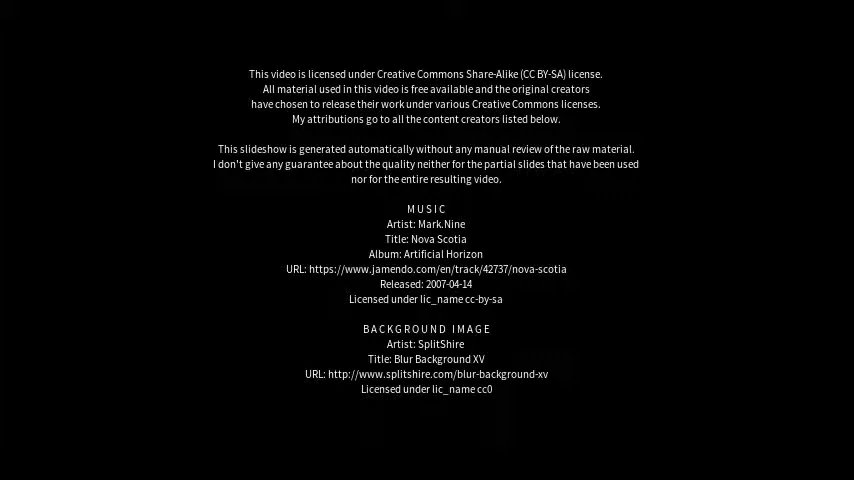 This video is licensed under Creative Commons Share-Alike (CC BY-SA) license.
All material used in this video is free available and the original creators
have chosen to release their work under various Creative Commons licenses.
My attributions go to all the content creators listed below.
This slideshow is generated automatically without any manual review of the raw material.
I don't give any guarantee about the quality neither for the partial slides that have been used
nor for the entire resulting video.
MUSIC
Artist: Mark.Nine
Title: Nova Scotia
Album: Artificial Horizon
URL: https://www.jamendo.com/en/track/42737/nova-scotia
Released: 2007-04-14
Licensed under lic_name cc-by-sa
BACKGROUND IMAGE
Artist: SplitShire
Title: Blur Background XV
URL: http://www.splitshire.com/blur-background-xv
Licensed under lic_name cc0